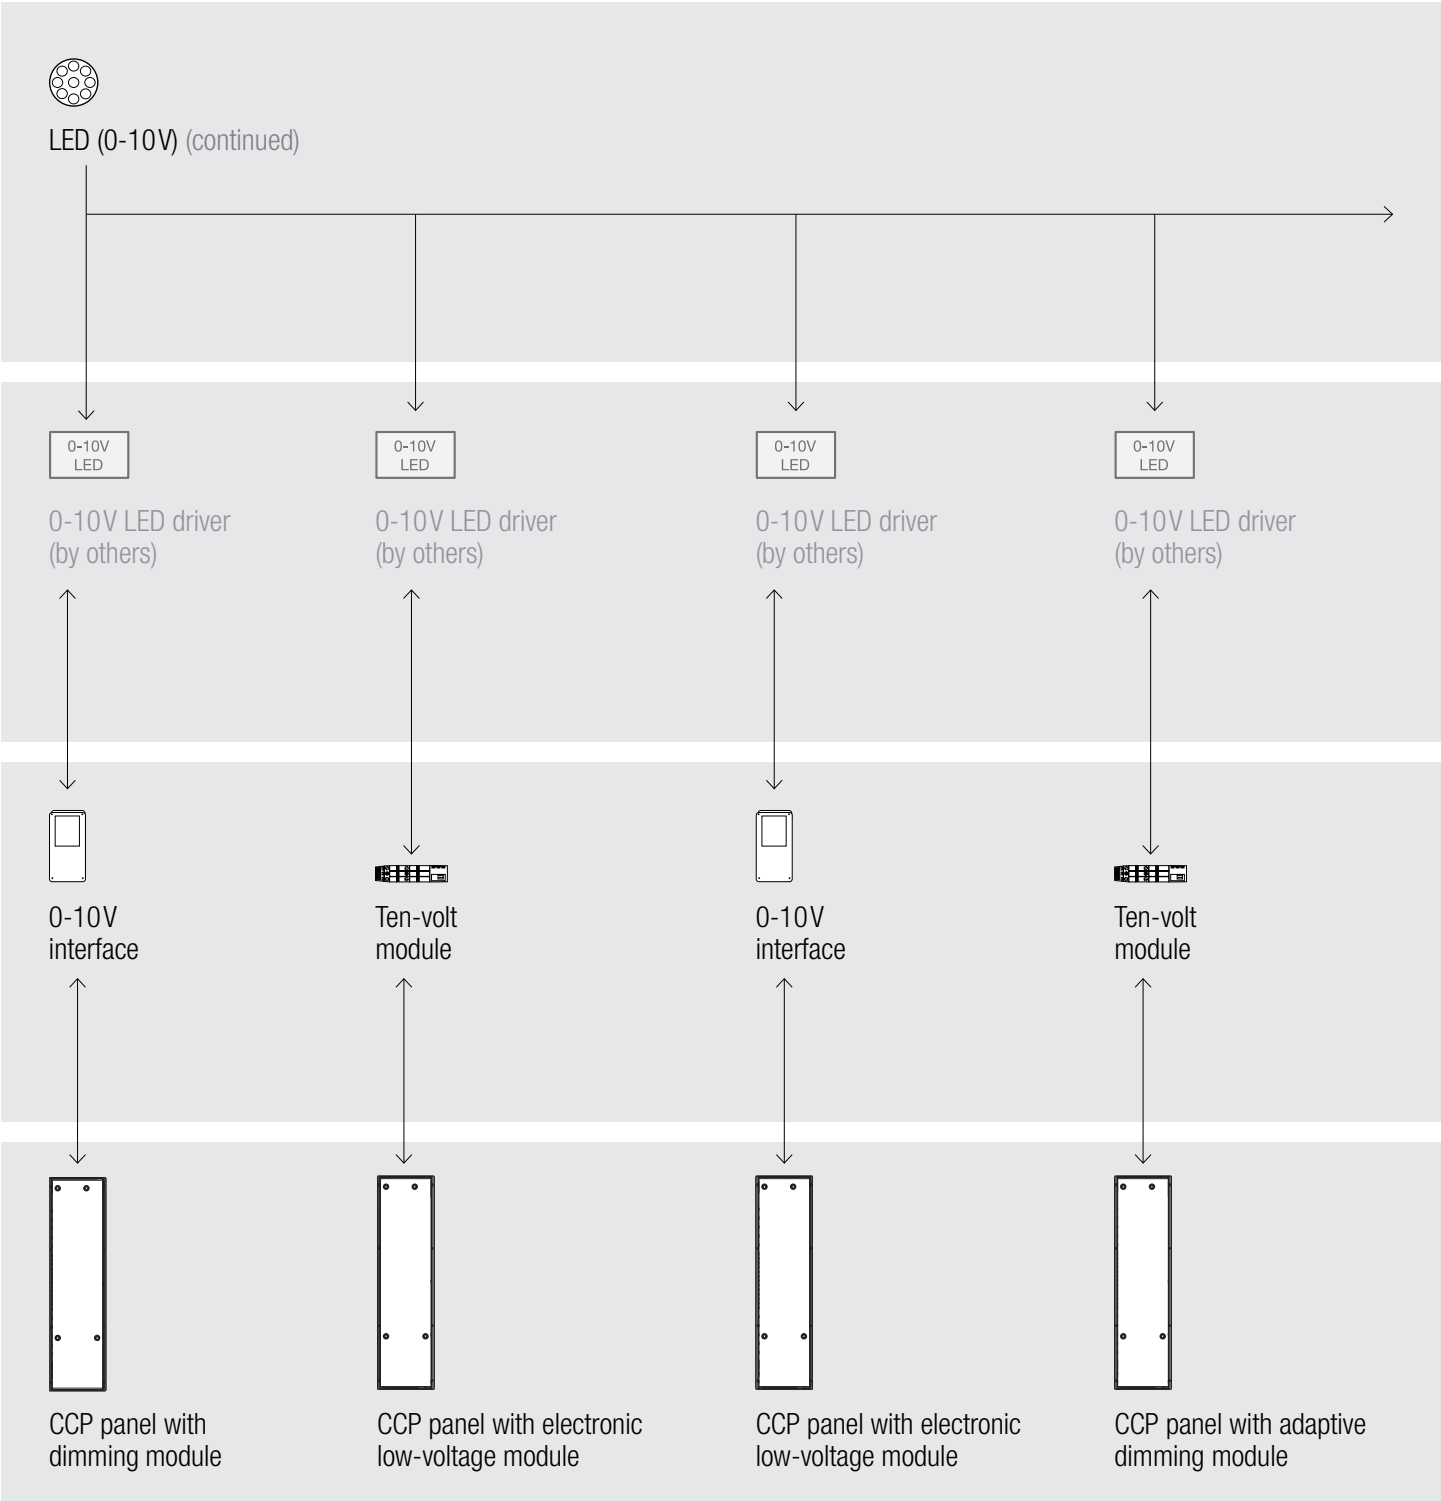 LED (0-10V) (continued)
0-10V
LED
0-10V
LED
0-10V
LED
0-10V
LED
0-10V LED driver
(by others)
0-10V LED driver
(by others)
0-10V LED driver
(by others)
0-10V LED driver
(by others)
0-10V
interface
Ten-volt
module
0-10V
interface
Ten-volt
module
CCP panel with
dimming module
CCP panel with electronic
low-voltage module
CCP panel with electronic
low-voltage module
CCP panel with adaptive
dimming module